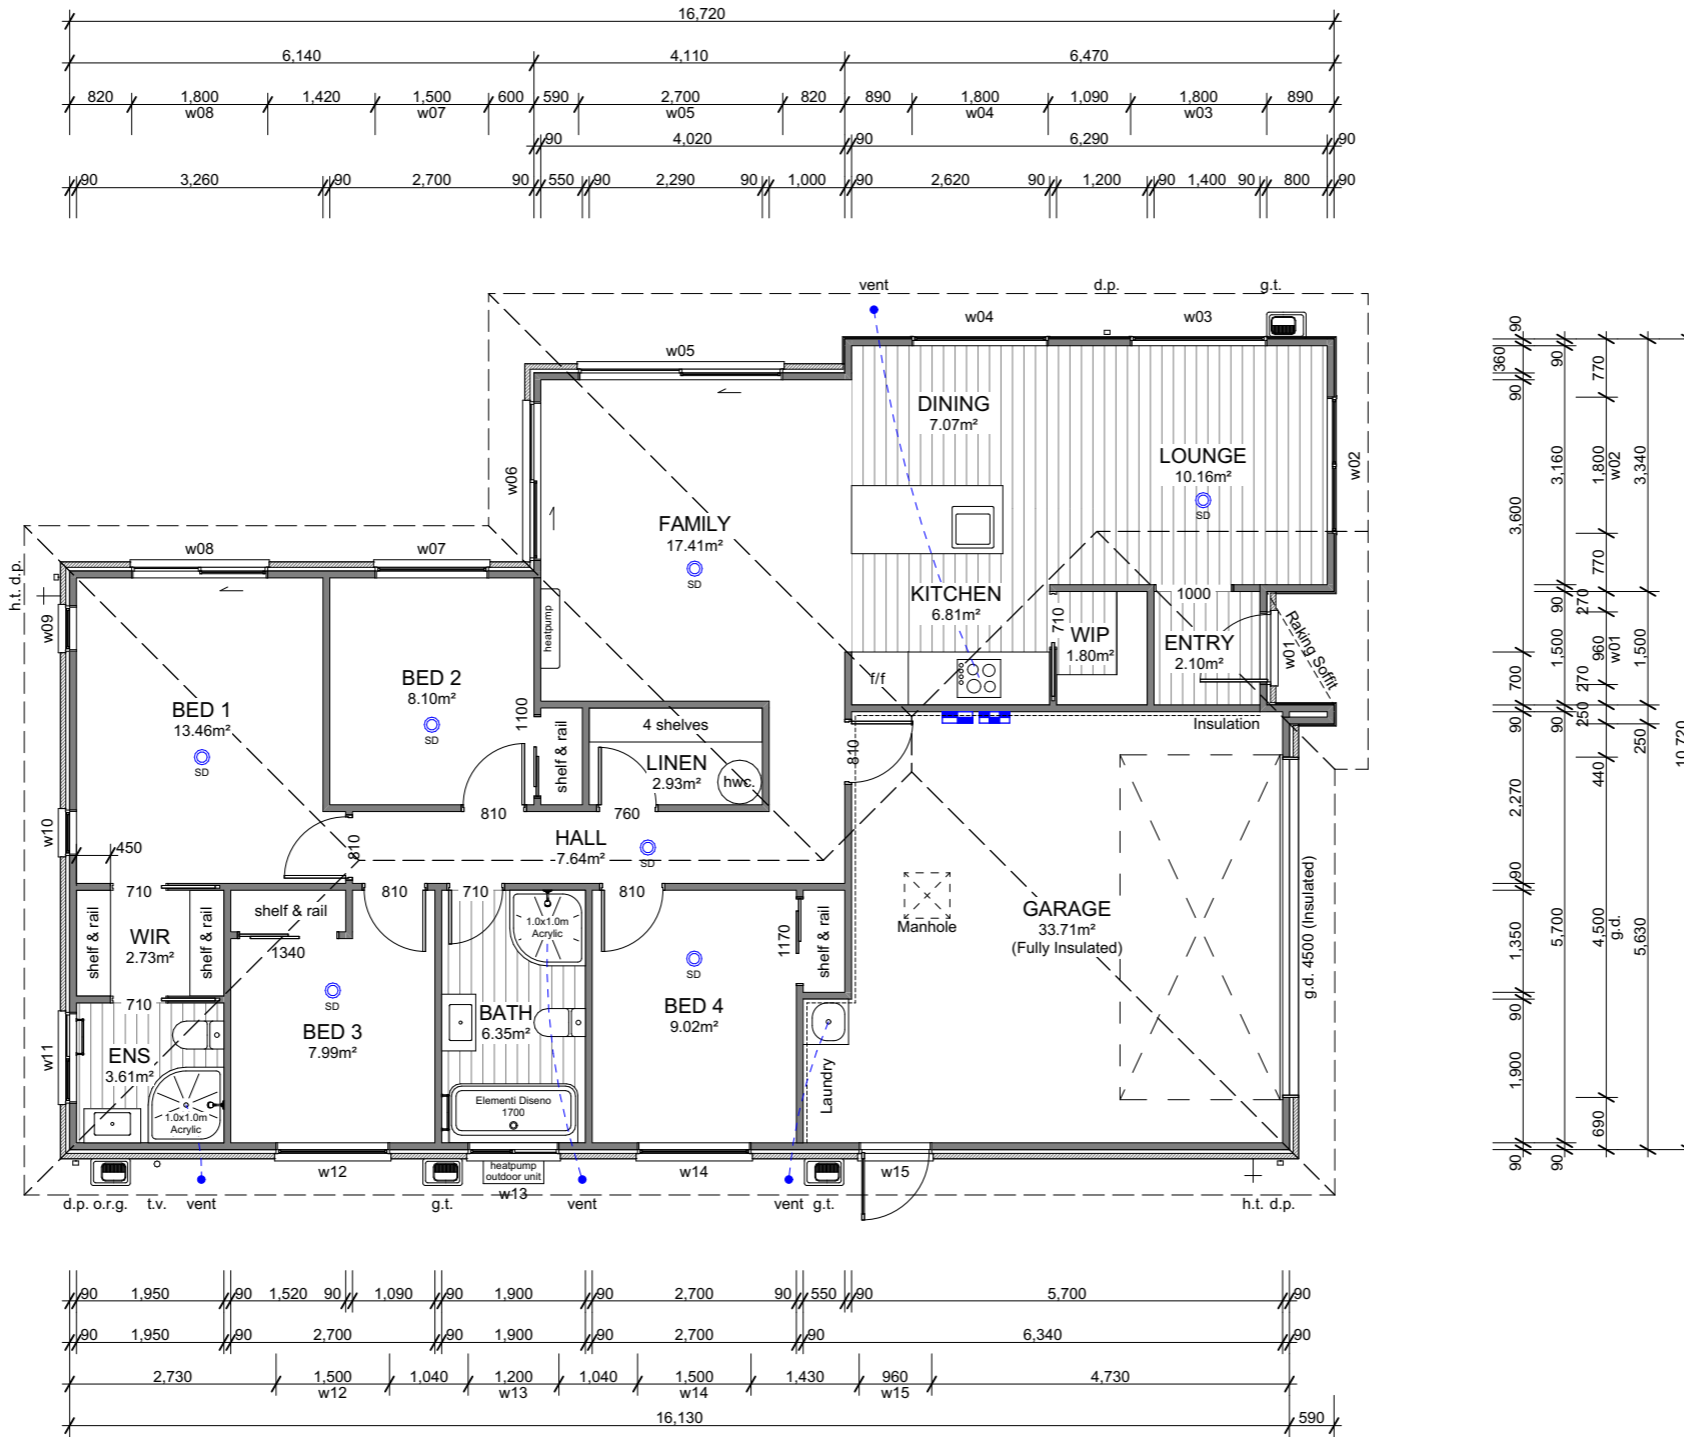 16,720
6,140 4,110 6,470
820 1,800 1,420 1,500 600 590 2,700 820 890 1,800 1,090 1,800 890
w08 w07 w05 w04 w03
90 4,020 90 6,290 90
90 3,260 90 2,700 90 550 90 2,290 90 1,000 90 2,620 90 1,200 90 1,400 90 800 90
vent d.p. g.t.
w04 w03
w05
DINING
7.07m²
LOUNGE
10.16m²
SD
w02
w06
FAMILY
17.41m²
SD
w08 w07
h.t. d.p.
w09
heatpump
KITCHEN
6.81m²
710
WIP
1.80m²
1000
ENTRY
2.10m²
w01
Raking Soffit
f/f
BED 2
8.10m²
SD
1100
BED 1
13.46m²
SD
4 shelves
shelf & rail
LINEN
2.93m²
hwc.
810
Insulation
w10
810 760
HALL
7.64m²
SD
810
450
710 810 710 810
shelf & rail
WIR
2.73m²
shelf & rail
shelf & rail
1340
1.0x1.0m
Acrylic
1170
shelf & rail
Manhole
GARAGE
33.71m²
(Fully Insulated)
g.d. 4500 (Insulated)
SD
SD
710
BED 3
7.99m²
BATH
6.35m²
BED 4
9.02m²
w11
ENS
3.61m²
1.0x1.0m
Acrylic
Elementi Diseno
1700
Laundry
w12
heatpump
outdoor unit
w13
w14 w15
d.p. o.r.g. t.v. vent g.t. vent vent g.t. h.t. d.p.
90 1,950 90 1,520 90 1,090 90 1,900 90 2,700 90 550 90 5,700 90
90 1,950 90 2,700 90 1,900 90 2,700 90 6,340 90
2,730 1,500 1,040 1,200 1,040 1,500 1,430 960 4,730
w12 w13 w14 w15
16,130 590
90 360 90 3,600 700 90 2,270 90 1,350 90 1,900 90
90 3,160 90 1,500 90 5,700 90
770 1,800 770 270 960 270 250 440 4,500 690
w02 w01 g.d.
3,340 1,500 250 5,630
10,720